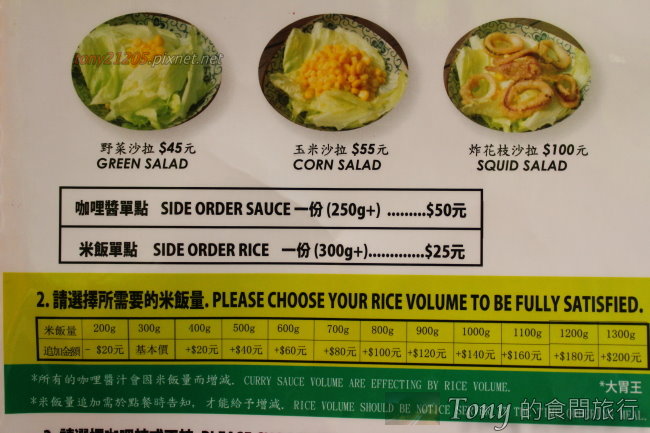 tony21205.pixnet.net
野菜沙拉 $45元 玉米沙拉 $55元 炸花枝沙拉 $100元
GREEN SALAD CORN SALAD SQUID SALAD
咖哩醬單點 SIDE ORDER SAUCE 一份 (250g+) .........$50元
米飯單點 SIDE ORDER RICE 一份 (300g+).............$25元
2. 請選擇所需要的米飯量. PLEASE CHOOSE YOUR RICE VOLUME TO BE FULLY SATISFIED.
米飯量 200g 300g 400g 500g 600g 700g 800g 900g 1000g 1100g 1200g 1300g
追加金額 - $20元 基本價 +$20元 +$40元 +$60元 +$80元 +$100元 +$120元 +$140元 +$160元 +$180元 +$200元
*所有的咖哩醬汁會因米飯量而增減. CURRY SAUCE VOLUME ARE EFFECTING BY RICE VOLUME. *大胃王
*米飯量追加需於點餐時告知, 才能給予增減. RICE VOLUME SHOULD BE NOTICE
Tony 的食間旅行